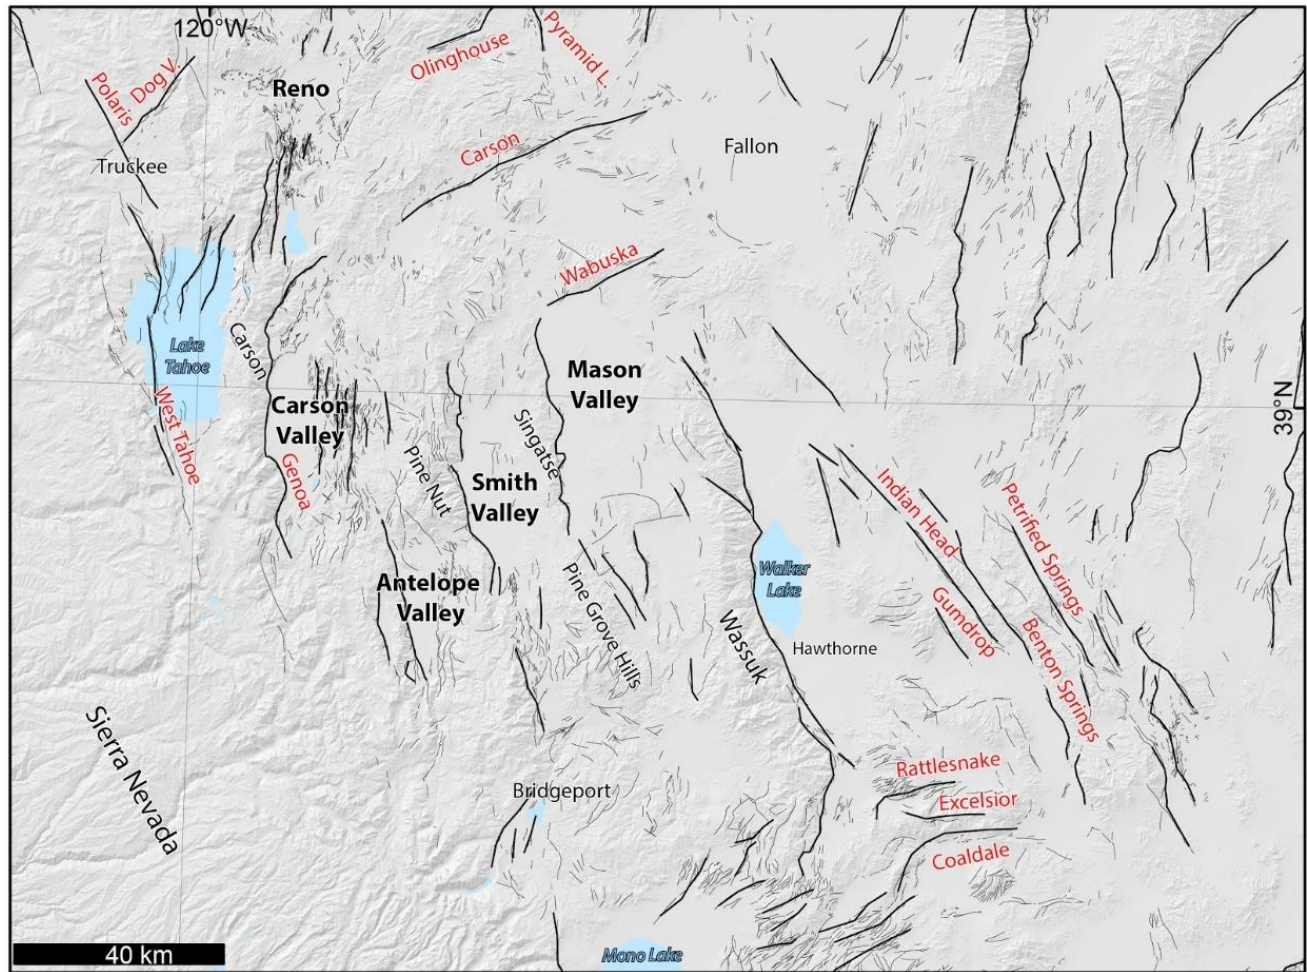 120°W
Olinghouse
Pyramid L.
Polaris
Dog V.
Reno
Truckee
Carson
Fallon
Wabuska
Lake
Tahoe
Carson
Mason
Valley
39°N
West Tahoe
Carson
Valley
Genoa
Pine Nut
Singatse
Smith
Valley
Indian Head
Petrified Springs
Antelope
Valley
Pine Grove Hills
Walker
Lake
Wassuk
Hawthorne
Gumdrop
Benton Springs
Sierra Nevada
Bridgeport
Rattlesnake
Excelsior
Coaldale
40 km
Mono Lake